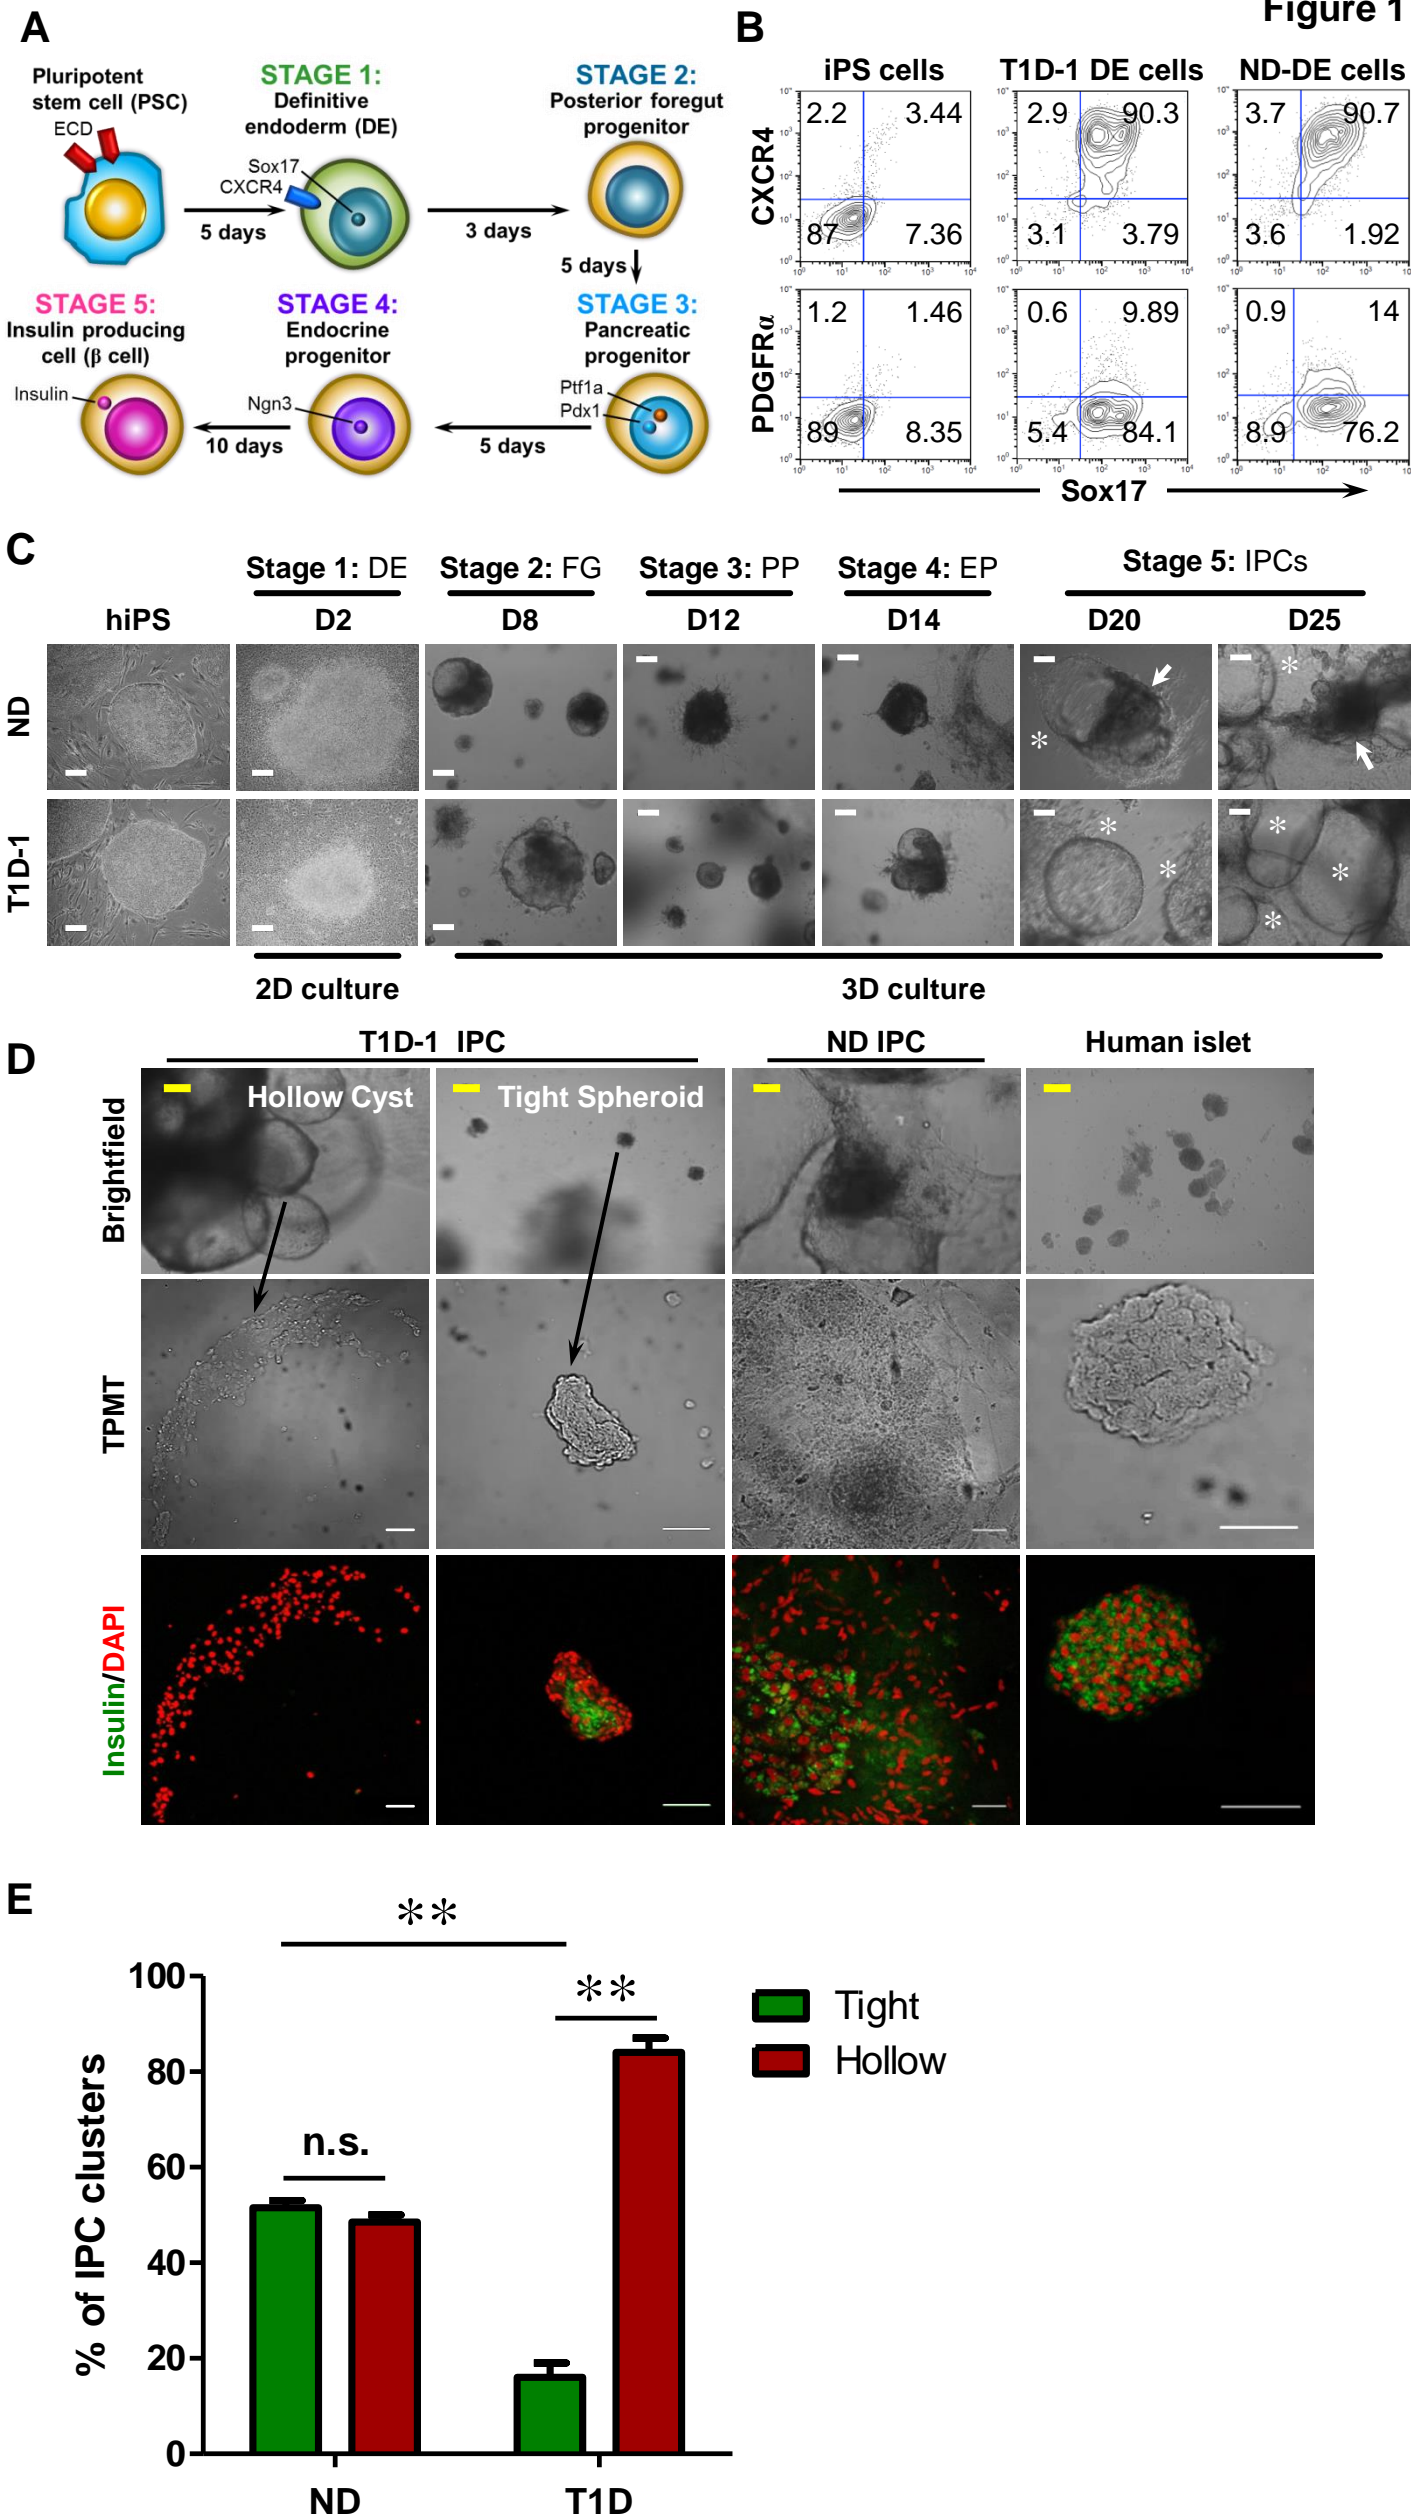 Figure 1
A
Pluripotent
stem cell (PSC)
ECD
5 days
STAGE 1:
Definitive
endoderm (DE)
Sox17
CXCR4
3 days
STAGE 2:
Posterior foregut
progenitor
5 days
STAGE 3:
Pancreatic
progenitor
Ptf1a
Pdx1
5 days
STAGE 4:
Endocrine
progenitor
Ngn3
10 days
STAGE 5:
Insulin producing
cell (β cell)
Insulin
B
iPS cells
T1D-1 DE cells
ND-DE cells
CXCR4
2.2 3.44
87 7.36
2.9 90.3
3.1 3.79
3.7 90.7
3.6 1.92
PDGFRα
1.2 1.46
89 8.35
0.6 9.89
5.4 84.1
0.9 14
8.9 76.2
Sox17
C
Stage 1: DE
Stage 2: FG
Stage 3: PP
Stage 4: EP
Stage 5: IPCs
hiPS
D2
D8
D12
D14
D20
D25
ND
*
*
T1D-1
* *
* * *
2D culture
3D culture
D
T1D-1 IPC
ND IPC
Human islet
Brightfield
Hollow Cyst
Tight Spheroid
TPMT
Insulin/DAPI
E
**
**
n.s.
% of IPC clusters
100
80
60
40
20
0
ND
T1D
Tight
Hollow